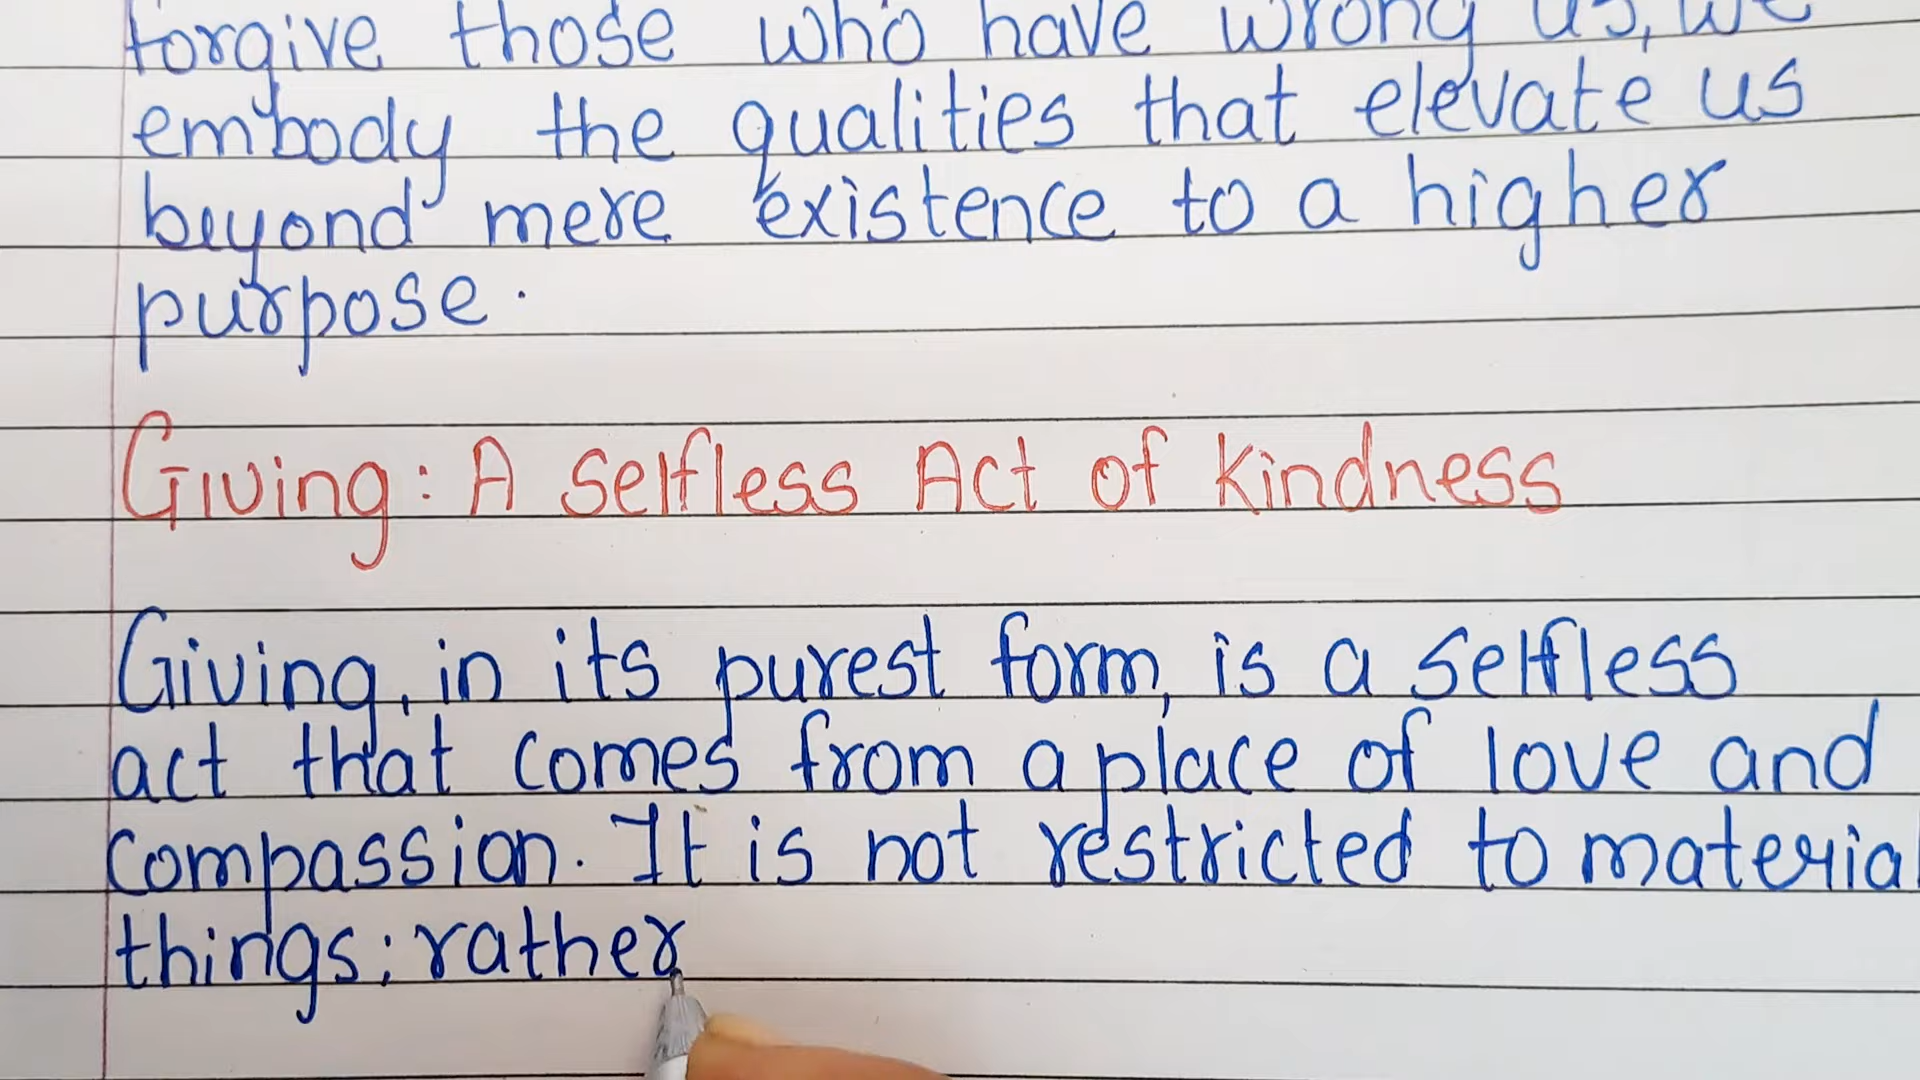 forgive those who have wrong us, we
embody the qualities that elevate us
beyond mere existence to a higher
purpose.
Giving: A Selfless Act of Kindness
Giving, in its purest form, is a selfless
act that comes from a place of love and
compassion. It is not restricted to material
things; rather